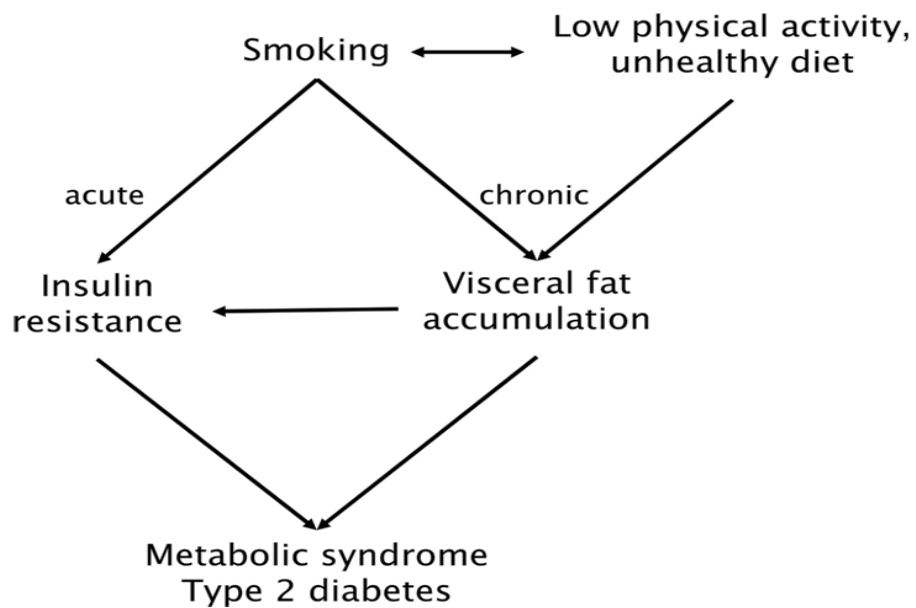 Smoking
Low physical activity,
unhealthy diet
acute
chronic
Insulin
resistance
Visceral fat
accumulation
Metabolic syndrome
Type 2 diabetes